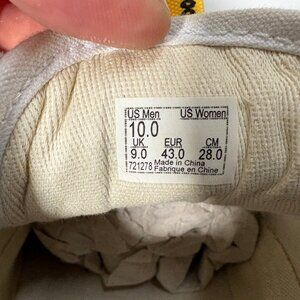 US Men US Women
10.0
UK EUR CM
9.0 43.0 28.0
721278 Made in China
Fabrique en Chine